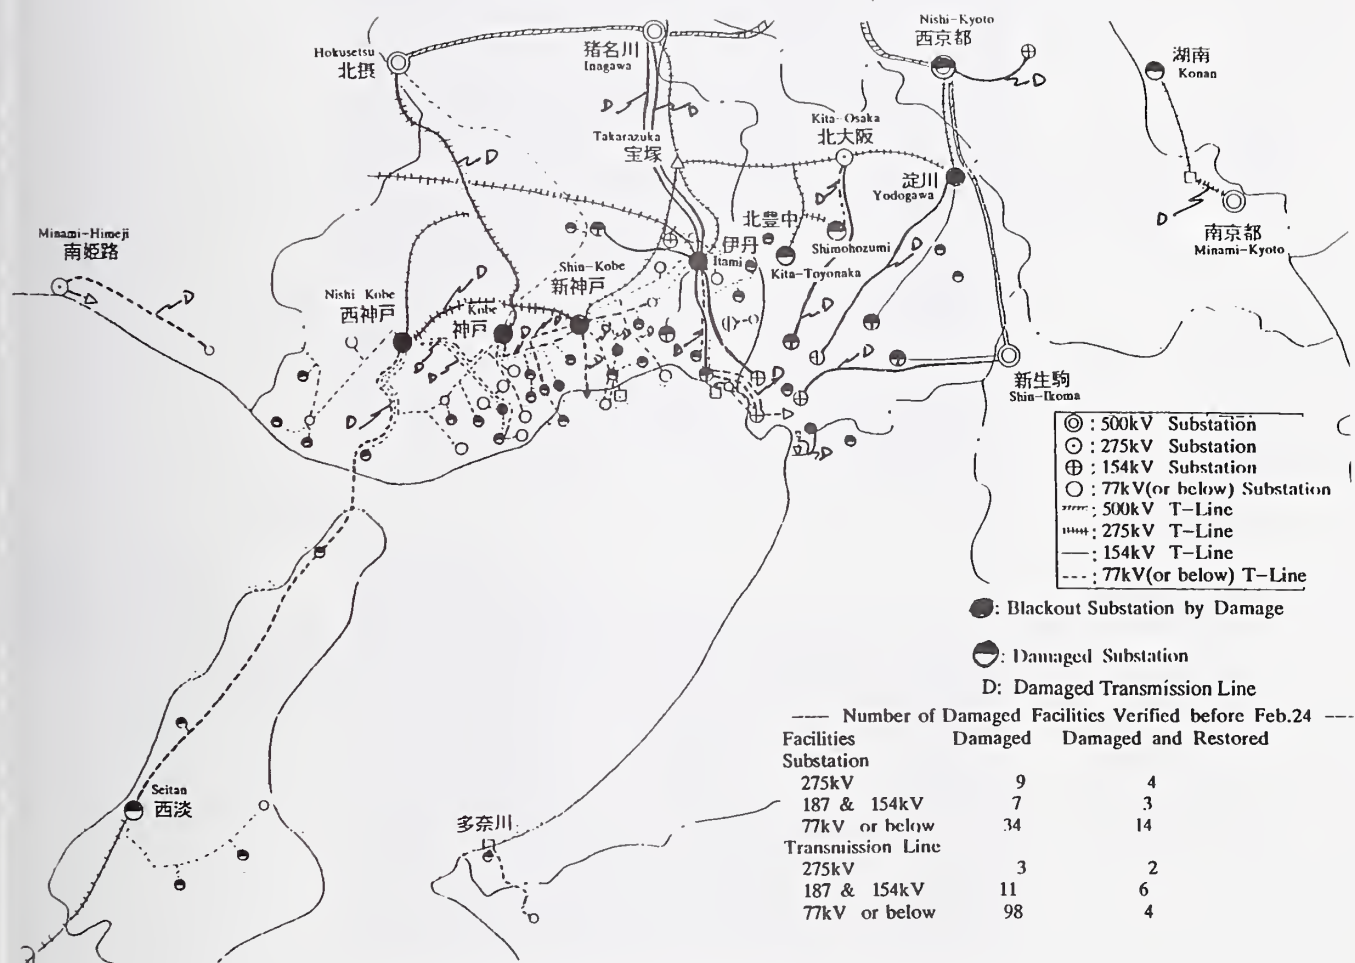 Hokusetsu
北摂
猪名川
Inagawa
Nishi-Kyoto
西京都
湖南
Konan
D
D
D
D
Takarazuka
宝塚
Kita-Osaka
北大阪
淀川
Yodogawa
D
D
南京都
Minami-Kyoto
D
Minami-Himeji
南姫路
D
D
Nishi Kobe
西神戸
D
Kobe
神戸
Shin-Kobe
新神戸
伊丹
Itami
北豊中
Kita-Toyonaka
Shimohozumi
D
D
D
D
D
D
D
D
D
D
D
D
新生駒
Shin-Ikoma
: 500kV Substation
: 275kV Substation
: 154kV Substation
: 77kV(or below) Substation
: 500kV T-Line
: 275kV T-Line
: 154kV T-Line
: 77kV(or below) T-Line
: Blackout Substation by Damage
: Damaged Substation
D: Damaged Transmission Line
Seitan
西淡
多奈川
Number of Damaged Facilities Verified before Feb.24
Facilities Damaged Damaged and Restored
Substation
275kV 9 4
187 & 154kV 7 3
77kV or below 34 14
Transmission Line
275kV 3 2
187 & 154kV 11 6
77kV or below 98 4